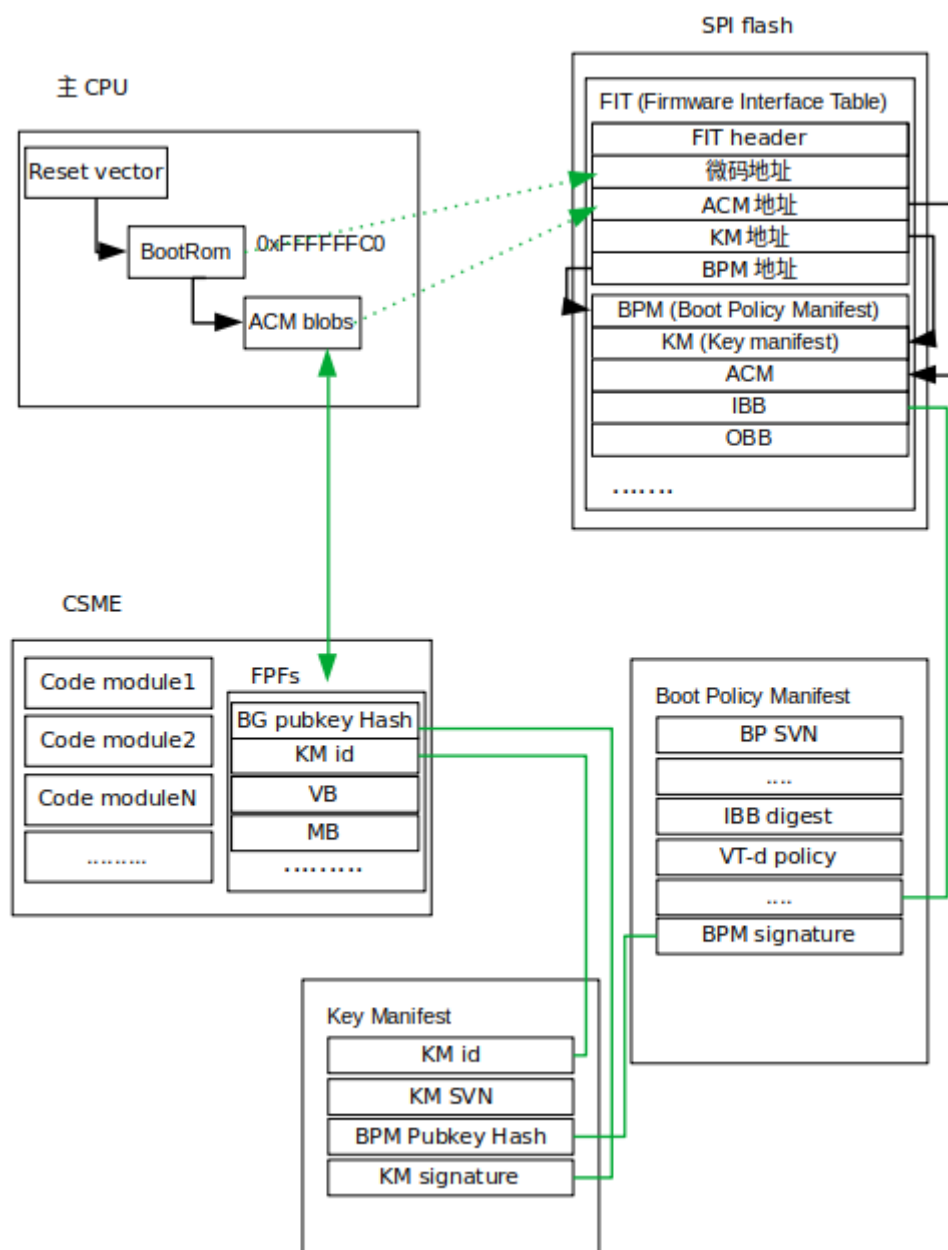 SPI flash
主 CPU
FIT (Firmware Interface Table)
FIT header
Reset vector
微码地址
ACM 地址
BootRom
0xFFFFFFC0
KM 地址
BPM 地址
ACM blobs
BPM (Boot Policy Manifest)
KM (Key manifest)
ACM
IBB
OBB
.......
CSME
Code module1
FPFs
BG pubkey Hash
Code module2
KM id
Code moduleN
VB
MB
.........
.........
Boot Policy Manifest
BP SVN
....
IBB digest
VT-d policy
....
BPM signature
Key Manifest
KM id
KM SVN
BPM Pubkey Hash
KM signature